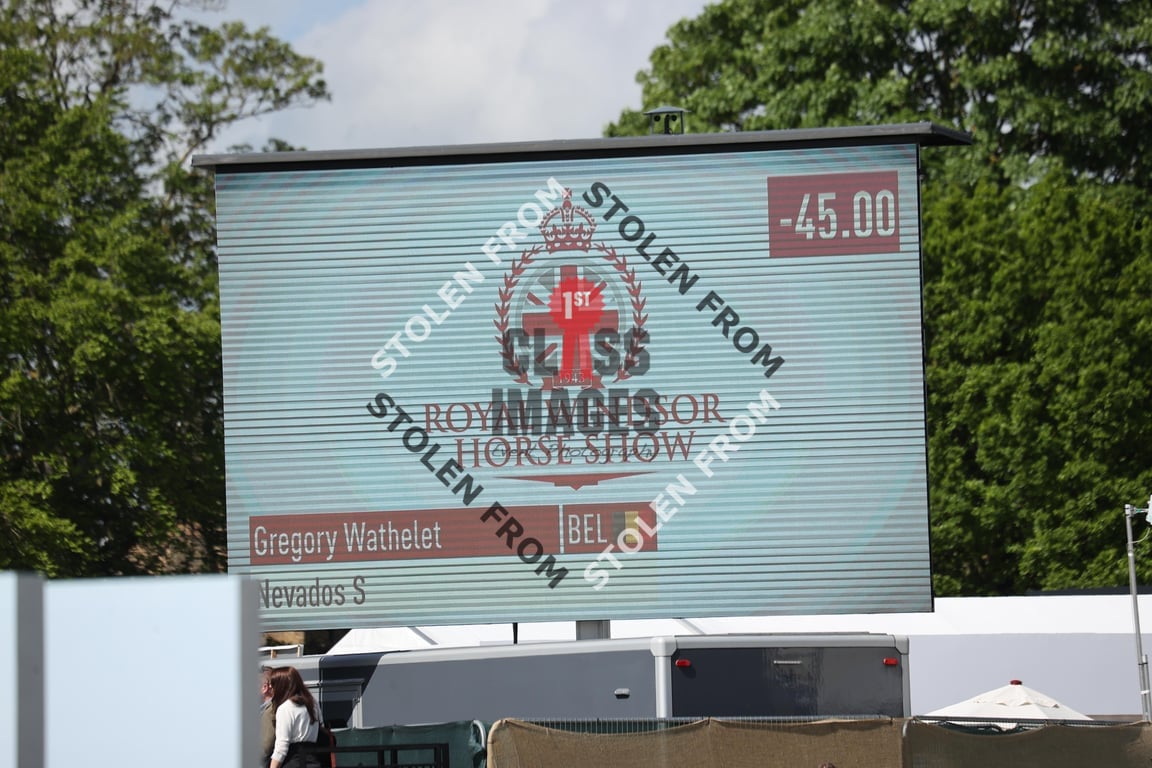 -45.00
STOLEN FROM
STOLEN FROM
1ST
CLASS
1943
IMAGES
ROYAL WINDSOR
HORSE SHOW
STOLEN FROM
STOLEN FROM
Gregory Wathelet BEL
Nevados S